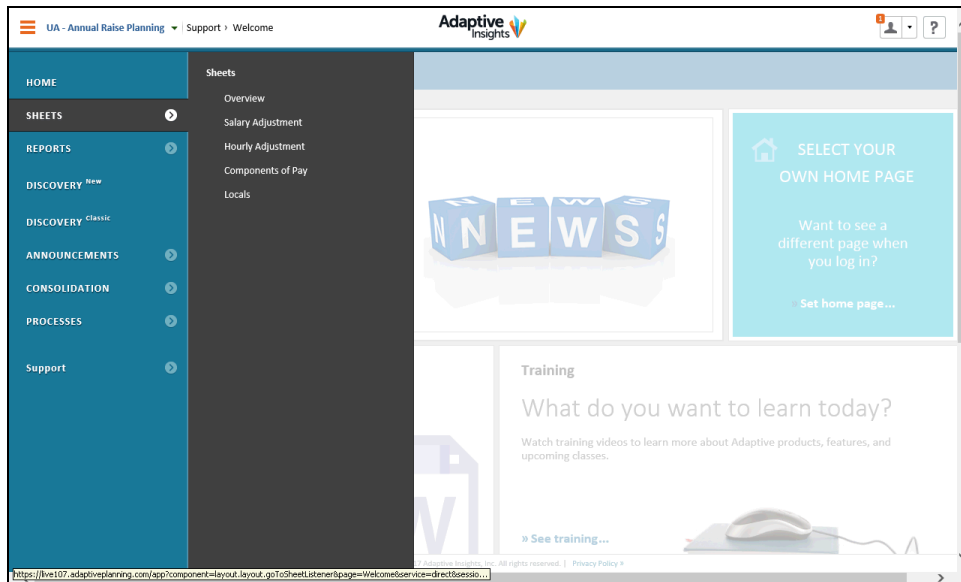 UA - Annual Raise Planning Support › Welcome
Adaptive
Insights
1
?
HOME
SHEETS
REPORTS
DISCOVERY New
DISCOVERY Classic
ANNOUNCEMENTS
CONSOLIDATION
PROCESSES
Support
Sheets
Overview
Salary Adjustment
Hourly Adjustment
Components of Pay
Locals
N N E W S S
SELECT YOUR
OWN HOME PAGE
Want to see a
different page when
you log in?
» Set home page...
Training
What do you want to learn today?
Watch training videos to learn more about Adaptive products, features, and
upcoming classes.
» See training...
W
17 Adaptive Insights, Inc. All rights reserved. | Privacy Policy
https://live107.adaptiveplanning.com/app?component=layout.layout.goToSheetListener&page=Welcome&service=direct&sessio...